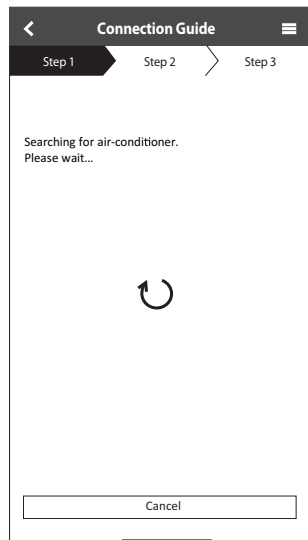 Connection Guide
Step 1 Step 2 Step 3
Searching for air-conditioner.
Please wait...
Cancel